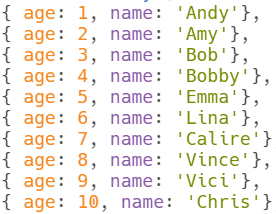 { age: 1, name: 'Andy'},
{ age: 2, name: 'Amy'},
{ age: 3, name: 'Bob'},
{ age: 4, name: 'Bobby'},
{ age: 5, name: 'Emma'},
{ age: 6, name: 'Lina'},
{ age: 7, name: 'Calire'}
{ age: 8, name: 'Vince'},
{ age: 9, name: 'Vici'},
{ age: 10, name: 'Chris'}